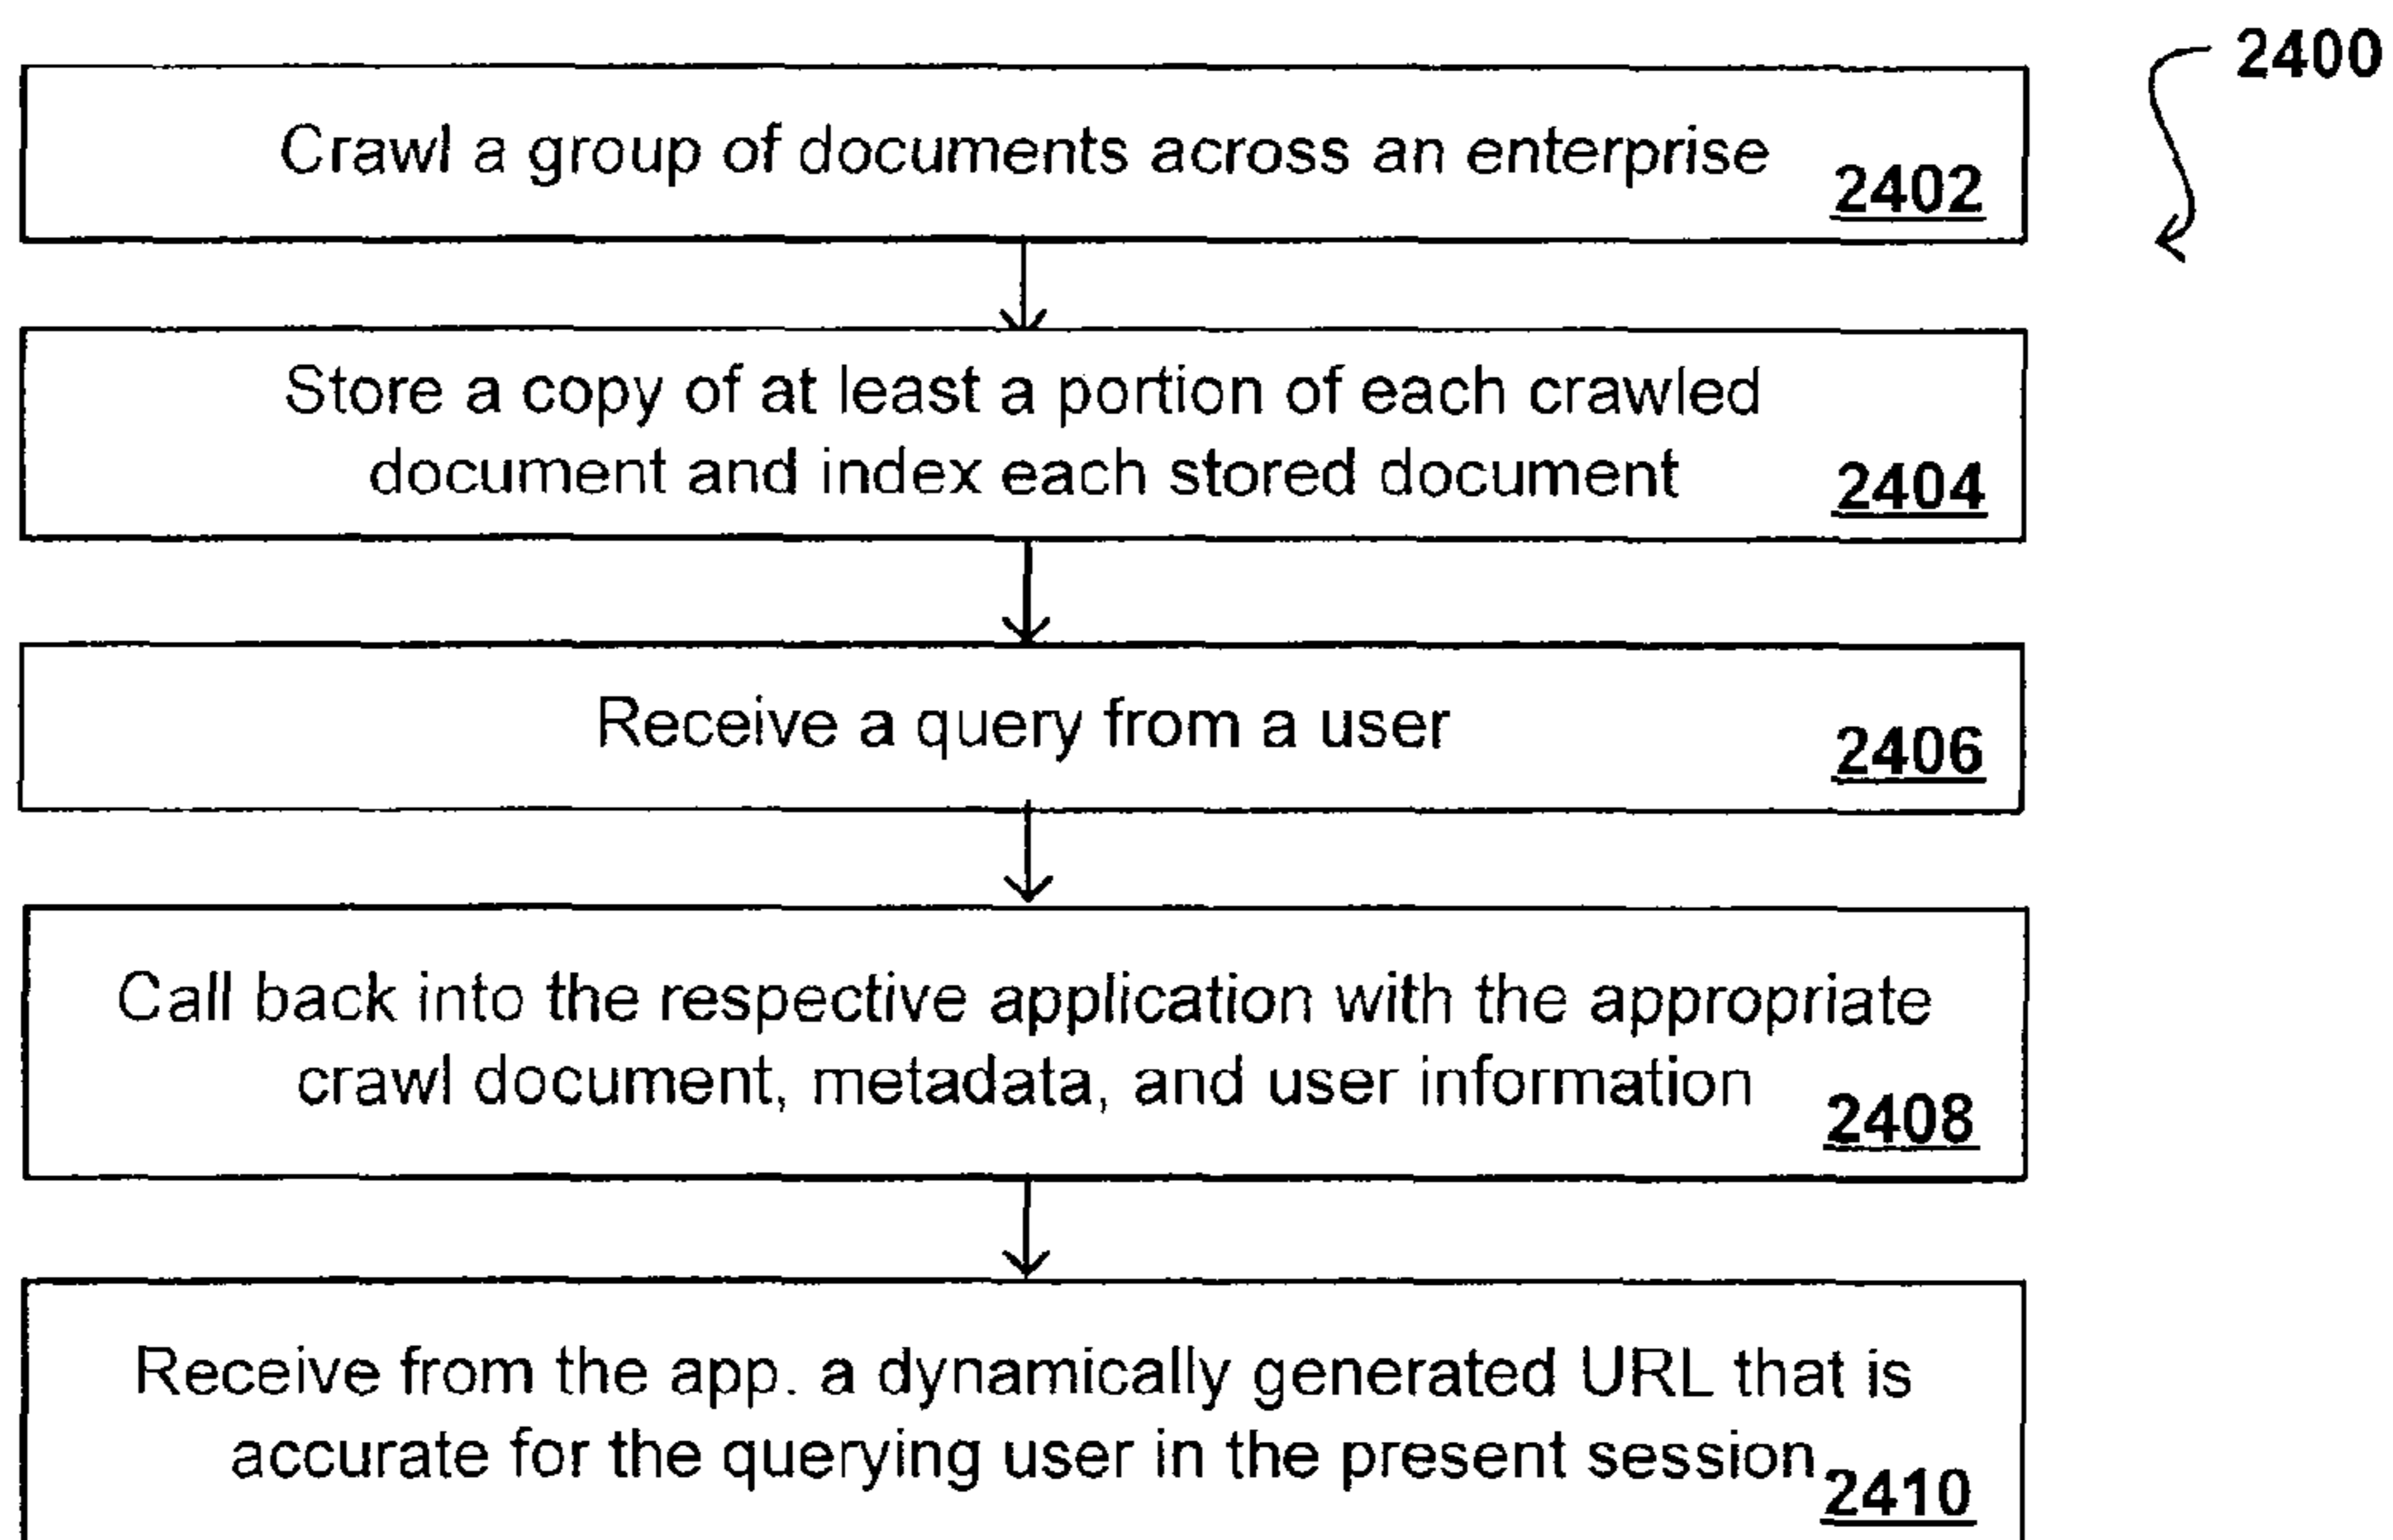 2400
Crawl a group of documents across an enterprise
2402
Store a copy of at least a portion of each crawled
document and index each stored document
2404
Receive a query from a user
2406
Call back into the respective application with the appropriate
crawl document, metadata, and user information
2408
Receive from the app. a dynamically generated URL that is
accurate for the querying user in the present session
2410